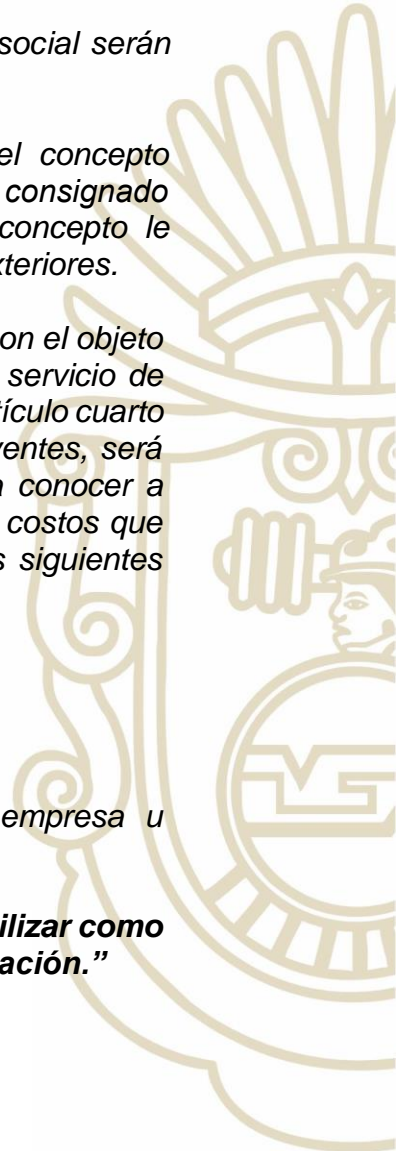 social serán
el concepto
consignado
concepto le
xteriores.
on el objeto
servicio de
tículo cuarto
yentes, será
conocer a
costos que
s siguientes
empresa u
ilizar como
ación.”